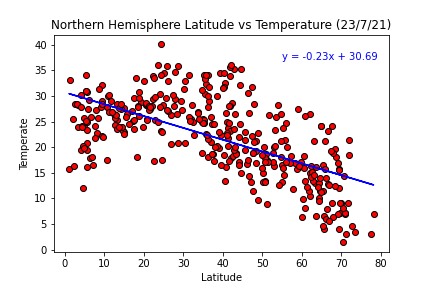 Northern Hemisphere Latitude vs Temperature (23/7/21)
y = -0.23x + 30.69
40
35
30
25
20
15
10
5
0
Temperate
0 10 20 30 40 50 60 70 80
Latitude